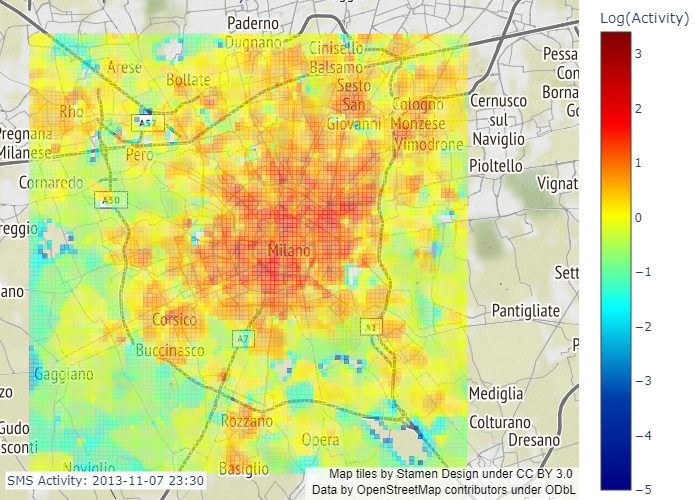 Log(Activity)
3
2
1
0
−1
−2
−3
−4
−5
Paderno
Dugnano
Cinisello
Balsamo
Arese
Bollate
Sesto
San
Giovanni
Rho
A52
Cologno
Monzese
Vimodrone
Cernusco
sul
Naviglio
Pessa
Con
Borna
Go
Pregnana
Milanese
Pero
Pioltello
Cornaredo
A50
Vignat
reggio
Milano
Sett
ano
Corsico
A7
A1
Pantigliate
Buccinasco
P
Gaggiano
zo
Mediglia
Rozzano
Colturano
Gudo
Opera
Dresano
sconti
Noviglio
Basiglio
SMS Activity: 2013-11-07 23:30
Map tiles by Stamen Design under CC BY 3.0
Data by OpenStreetMap contributors under ODbL